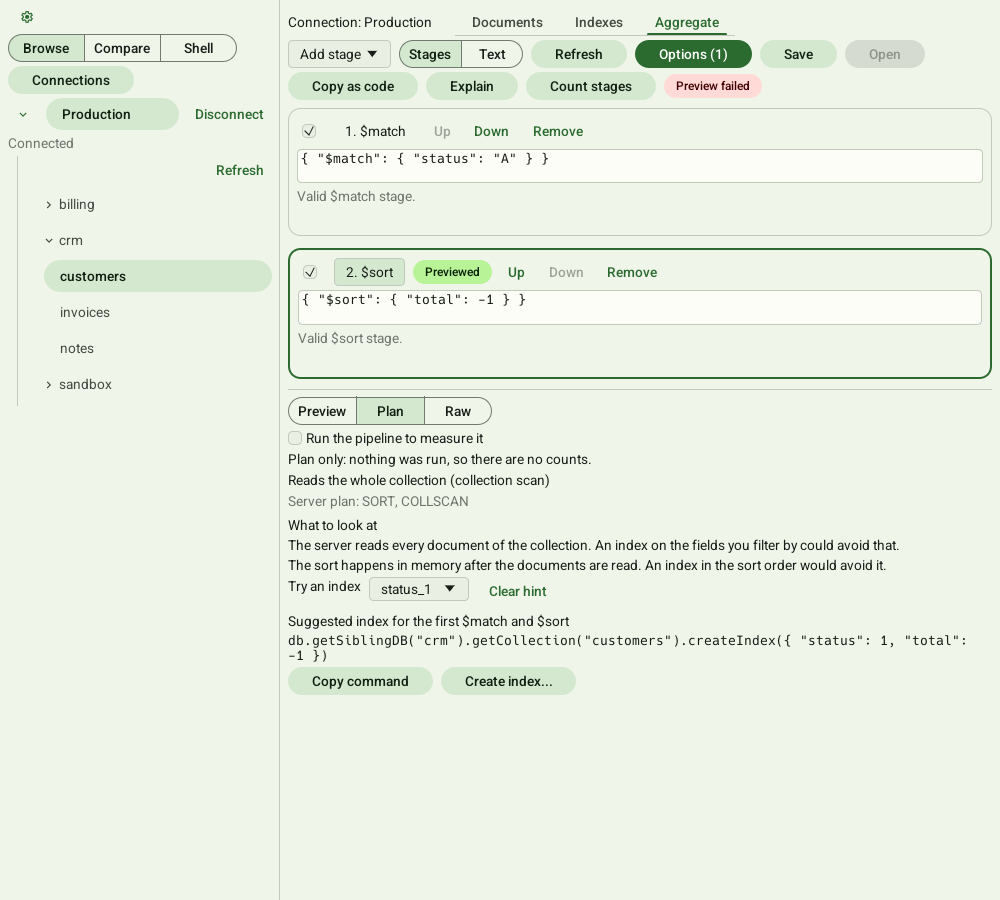 Browse Compare Shell
Connections
Production Disconnect
Connected
Refresh
billing
crm
customers
invoices
notes
sandbox
Connection: Production Documents Indexes Aggregate
Add stage Stages Text Refresh Options (1) Save Open
Copy as code Explain Count stages Preview failed
1. $match Up Down Remove
{ "$match": { "status": "A" } }
Valid $match stage.
2. $sort Previewed Up Down Remove
{ "$sort": { "total": -1 } }
Valid $sort stage.
Preview Plan Raw
Run the pipeline to measure it
Plan only: nothing was run, so there are no counts.
Reads the whole collection (collection scan)
Server plan: SORT, COLLSCAN
What to look at
The server reads every document of the collection. An index on the fields you filter by could avoid that.
The sort happens in memory after the documents are read. An index in the sort order would avoid it.
Try an index status_1 Clear hint
Suggested index for the first $match and $sort
db.getSiblingDB("crm").getCollection("customers").createIndex({ "status": 1, "total":
-1 })
Copy command Create index...